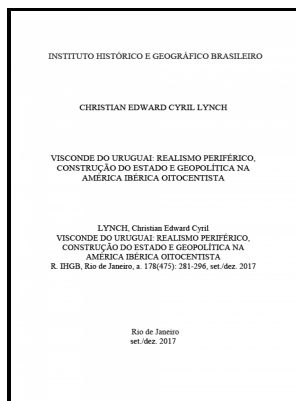 INSTITUTO HISTÓRICO E GEOGRÁFICO BRASILEIRO
CHRISTIAN EDWARD CYRIL LYNCH
VISCONDE DO URUGUAI: REALISMO PERIFÉRICO,
CONSTRUÇÃO DO ESTADO E GEOPOLÍTICA NA
AMÉRICA IBÉRICA OITOCENTISTA
LYNCH, Christian Edward Cyril
VISCONDE DO URUGUAI: REALISMO PERIFÉRICO,
CONSTRUÇÃO DO ESTADO E GEOPOLÍTICA NA
AMÉRICA IBÉRICA OITOCENTISTA
R. IHGB, Rio de Janeiro, a. 178(475): 281-296, set./dez. 2017
Rio de Janeiro
set./dez. 2017